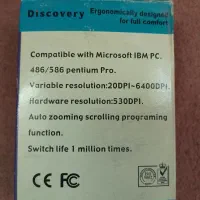 Discovery
Ergonomically designed
for full comfort
Compatible with Microsoft IBM PC.
486/586 pentium Pro.
Variable resolution:20DPI~6400DPI.
Hardware resolution:530DPI.
Auto zooming scrolling programing
function.
Switch life 1 million times.
CE FC